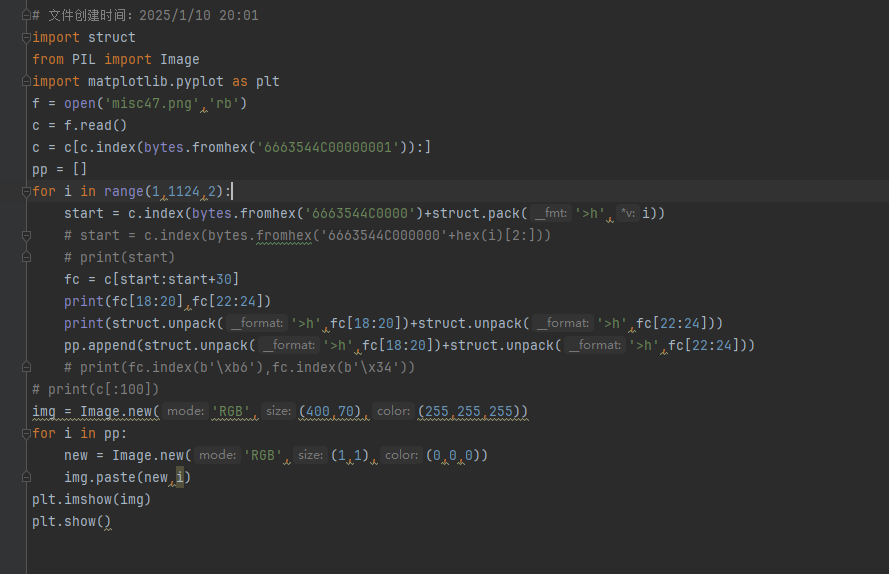 # 文件创建时间：2025/1/10 20:01
import struct
from PIL import Image
import matplotlib.pyplot as plt
f = open('misc47.png','rb')
c = f.read()
c = c[c.index(bytes.fromhex('6663544C00000001')):]
pp = []
for i in range(1,1124,2):
    start = c.index(bytes.fromhex('6663544C0000')+struct.pack( __fmt: '>h', *v: i))
    # start = c.index(bytes.fromhex('6663544C000000'+hex(i)[2:]))
    # print(start)
    fc = c[start:start+30]
    print(fc[18:20],fc[22:24])
    print(struct.unpack( __format: '>h',fc[18:20])+struct.unpack( __format: '>h',fc[22:24]))
    pp.append(struct.unpack( __format: '>h',fc[18:20])+struct.unpack( __format: '>h',fc[22:24]))
    # print(fc.index(b'\xb6'),fc.index(b'\x34'))
# print(c[:100])
img = Image.new( mode: 'RGB', size: (400,70), color: (255,255,255))
for i in pp:
    new = Image.new( mode: 'RGB', size: (1,1), color: (0,0,0))
    img.paste(new,i)
plt.imshow(img)
plt.show()